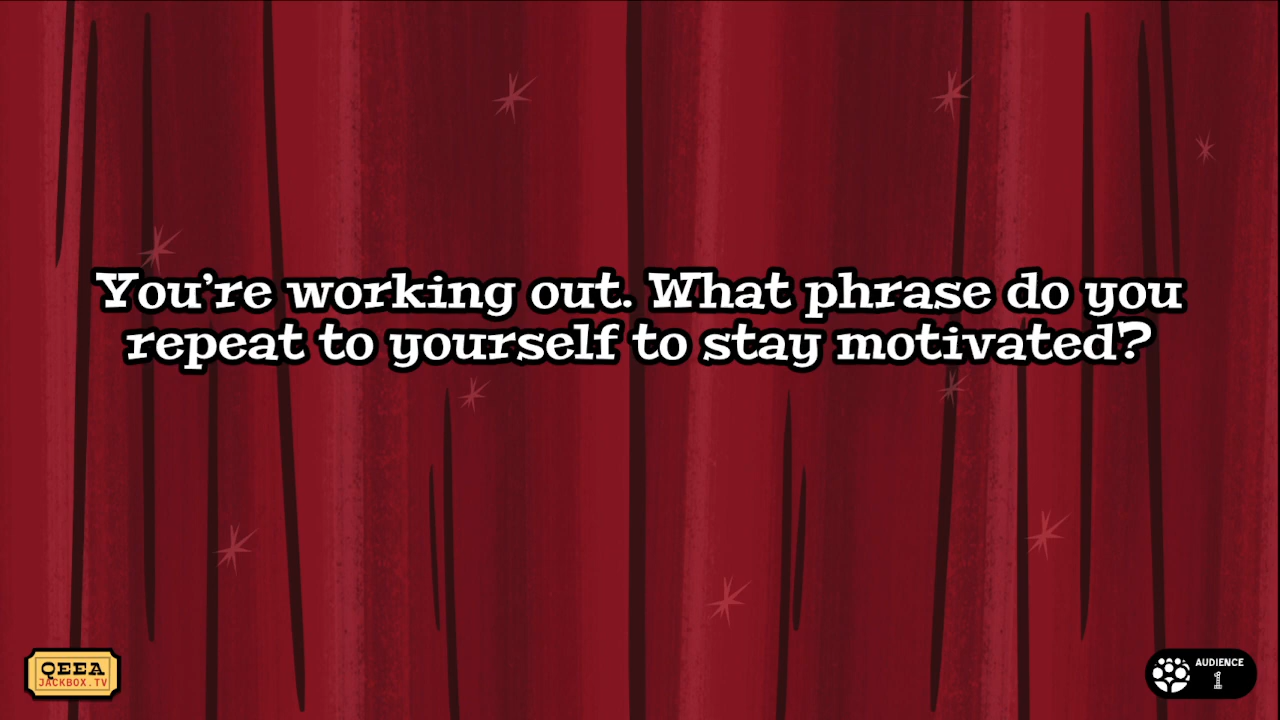 You're working out. What phrase do you
repeat to yourself to stay motivated?
QEEA
JACKBOX.TV
AUDIENCE
1